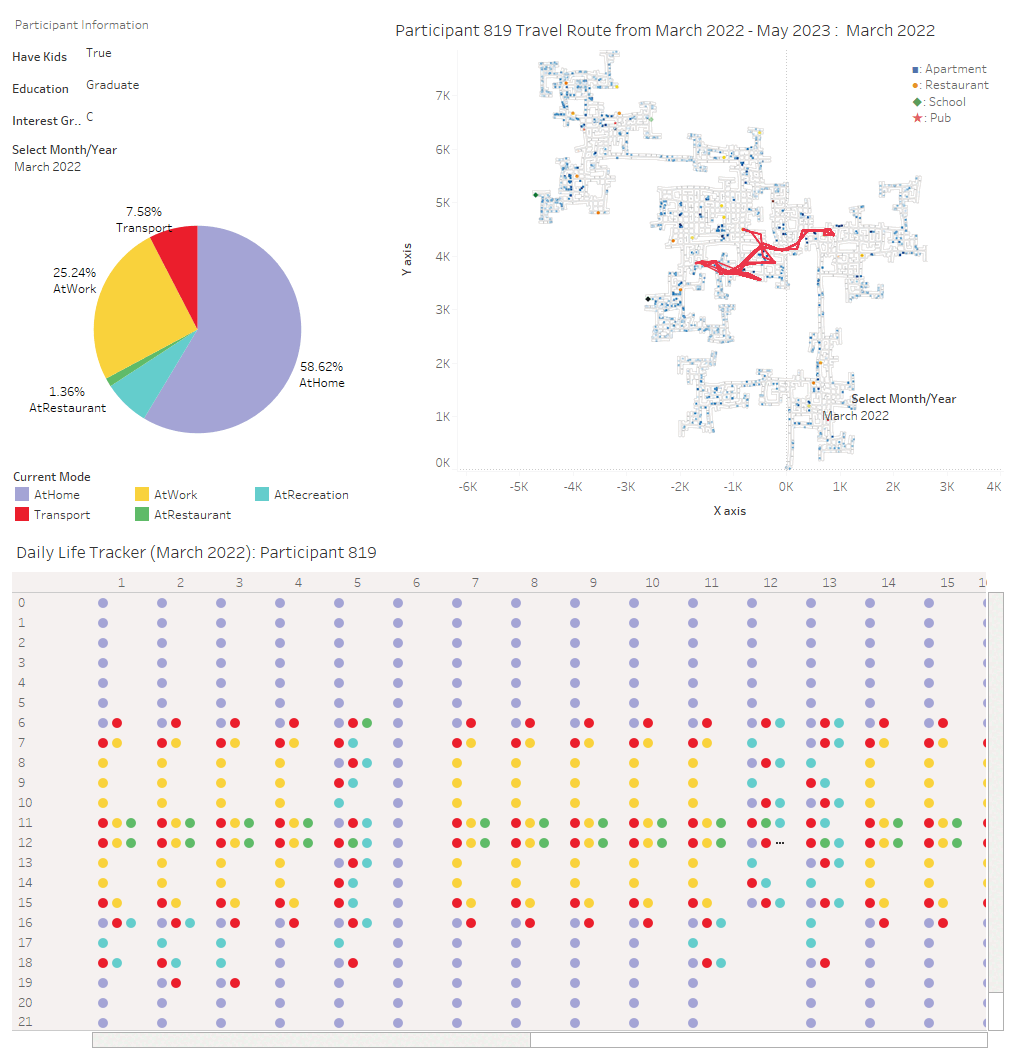 Participant Information
Have Kids True
Education Graduate
Interest Gr.. C
Select Month/Year
March 2022
7.58%
Transport
25.24%
AtWork
58.62%
AtHome
1.36%
AtRestaurant
Current Mode
AtHome AtWork AtRecreation
Transport AtRestaurant
Participant 819 Travel Route from March 2022 - May 2023 : March 2022
: Apartment
: Restaurant
: School
: Pub
7K
6K
5K
4K
3K
2K
1K
0K
Y axis
Select Month/Year
March 2022
-6K -5K -4K -3K -2K -1K 0K 1K 2K 3K 4K
X axis
Daily Life Tracker (March 2022): Participant 819
1 2 3 4 5 6 7 8 9 10 11 12 13 14 15
0
1
2
3
4
5
6
7
8
9
10
11
12 ...
13
14
15
16
17
18
19
20
21